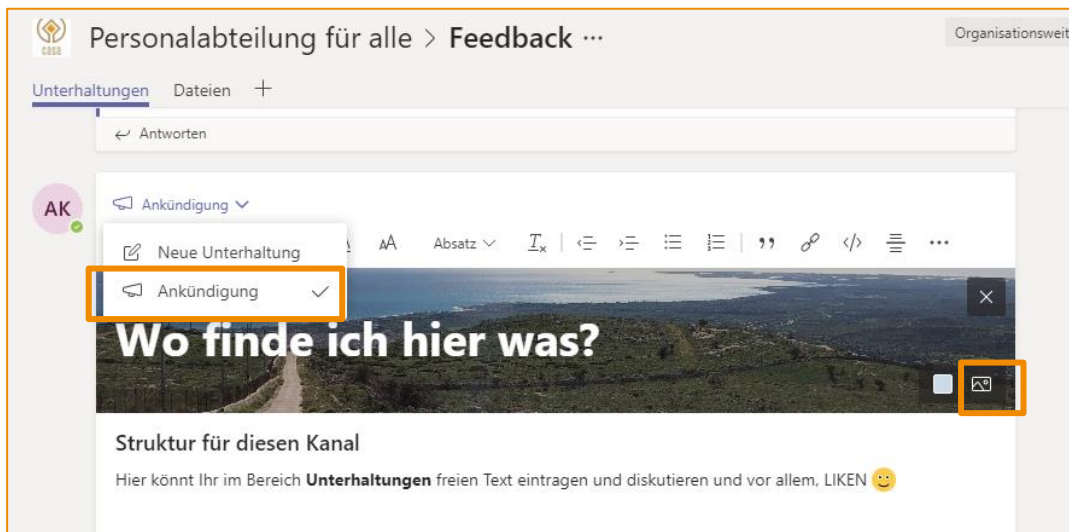 casa
Personalabteilung für alle > Feedback ...
Organisationsweit
Unterhaltungen Dateien +
Antworten
AK
Ankündigung
Neue Unterhaltung
Absatz
Ankündigung
Wo finde ich hier was?
Struktur für diesen Kanal
Hier könnt Ihr im Bereich Unterhaltungen freien Text eintragen und diskutieren und vor allem, LIKEN 🙂